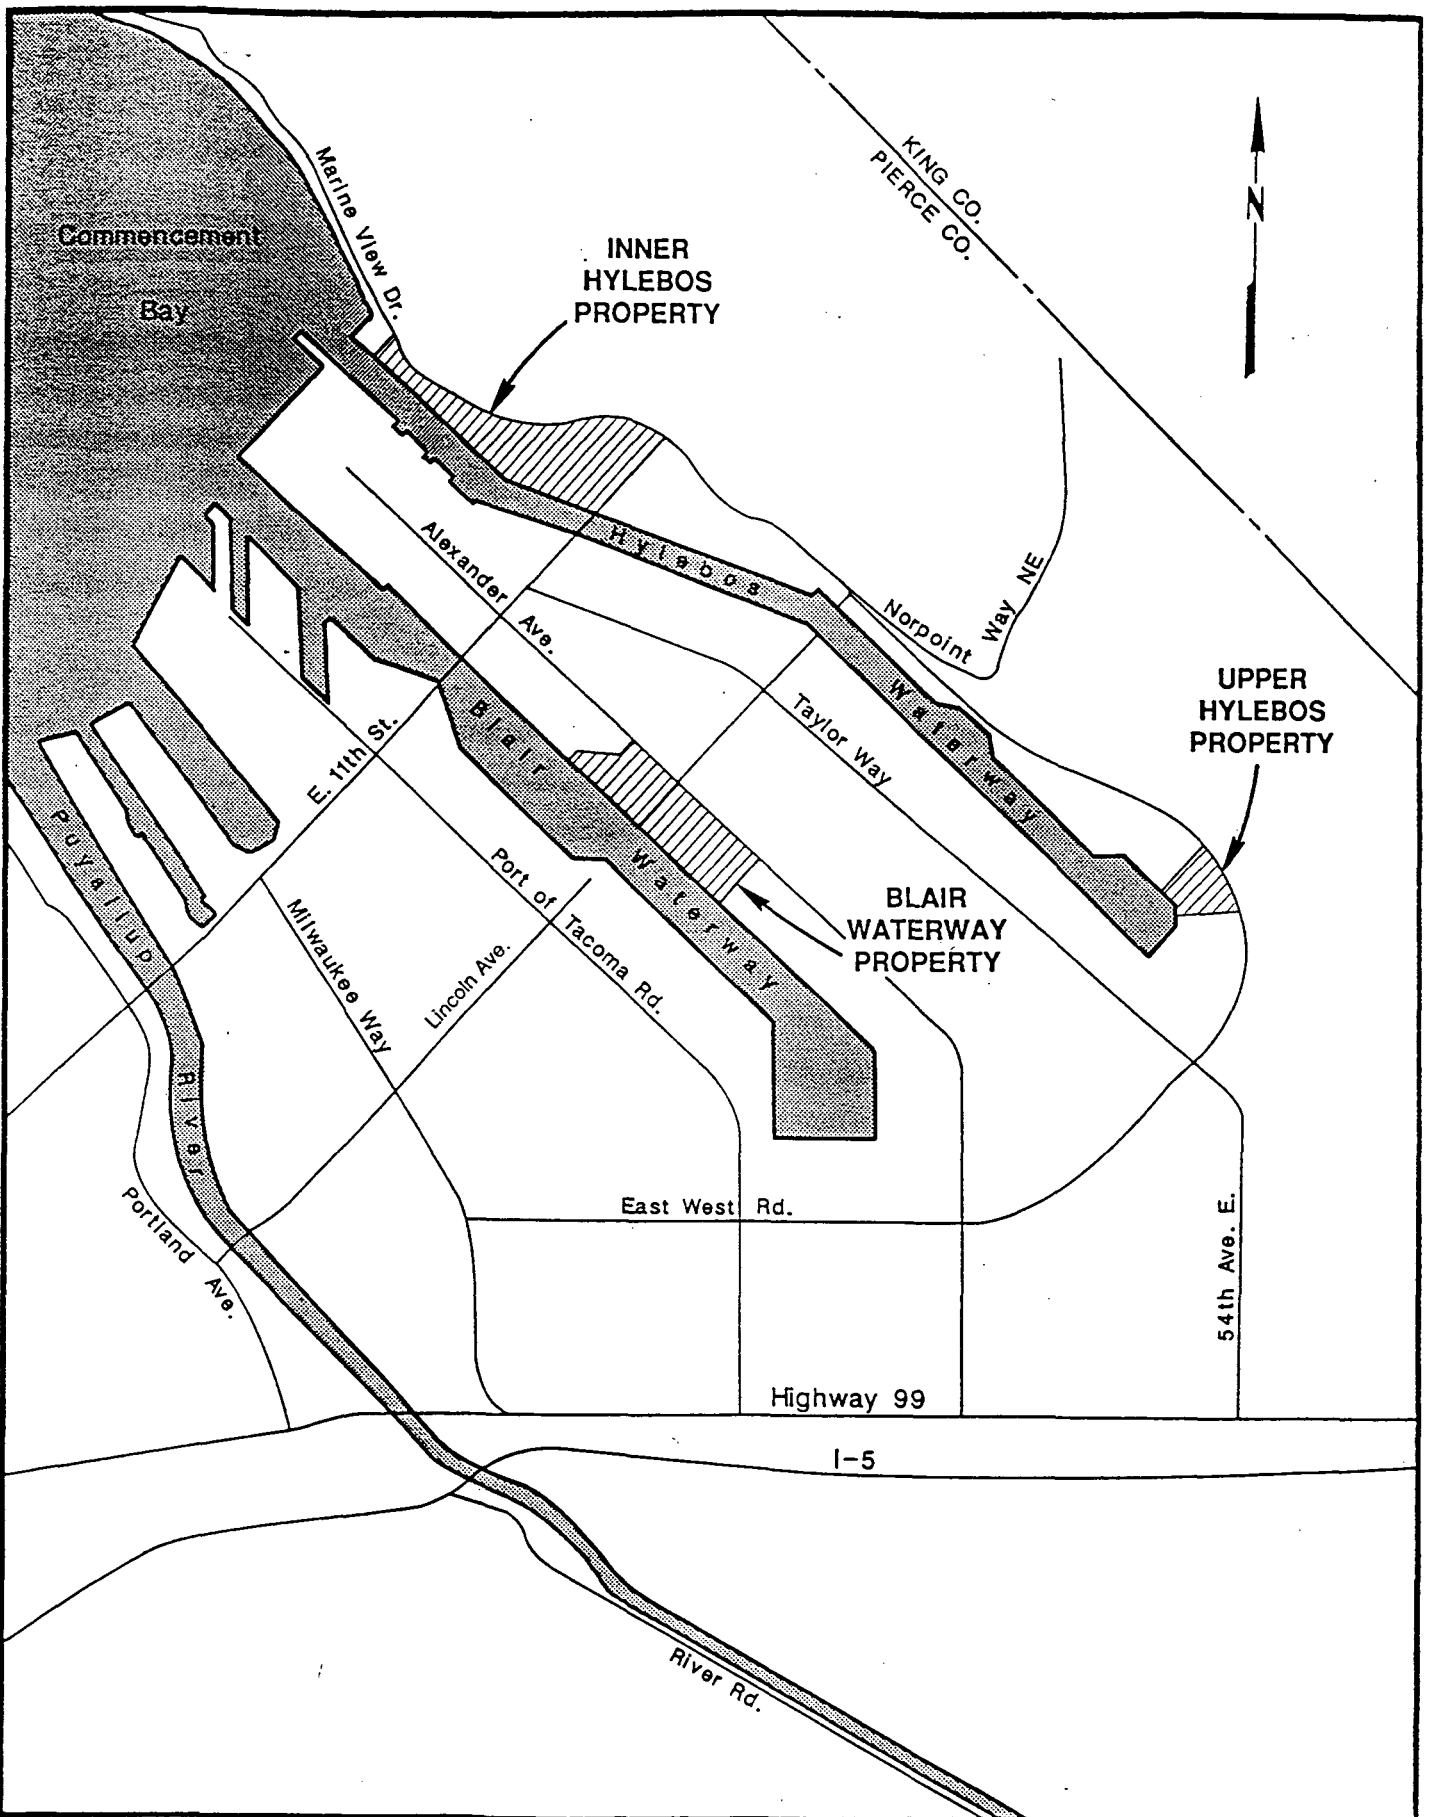 KING CO.
PIERCE CO.
Marine View Dr.
N
Commencement
Bay
INNER
HYLEBOS
PROPERTY
Alexander Ave.
Hylebos Waterway
Norpoint Way NE
UPPER
HYLEBOS
PROPERTY
Taylor Way
E. 11th St.
Blair Waterway
Puyallup River
Port of Tacoma Rd.
BLAIR
WATERWAY
PROPERTY
Milwaukee Way
Lincoln Ave.
Portland Ave.
East West Rd.
54th Ave. E.
Highway 99
I-5
River Rd.